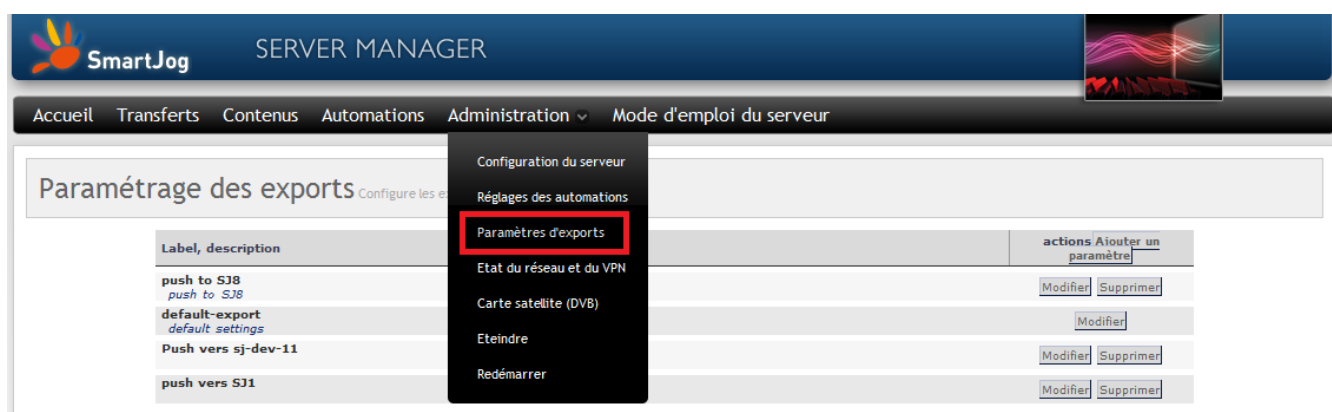 SmartJog
SERVER MANAGER
Accueil Transferts Contenus Automations Administration Mode d'emploi du serveur
Configuration du serveur
Réglages des automations
Paramètres d'exports
Etat du réseau et du VPN
Carte satellite (DVB)
Eteindre
Redémarrer
Paramétrage des exports Configure les e
Label, description
actions Ajouter un
paramètre
push to SJ8
push to SJ8
Modifier Supprimer
default-export
default settings
Modifier
Push vers sj-dev-11
Modifier Supprimer
push vers SJ1
Modifier Supprimer